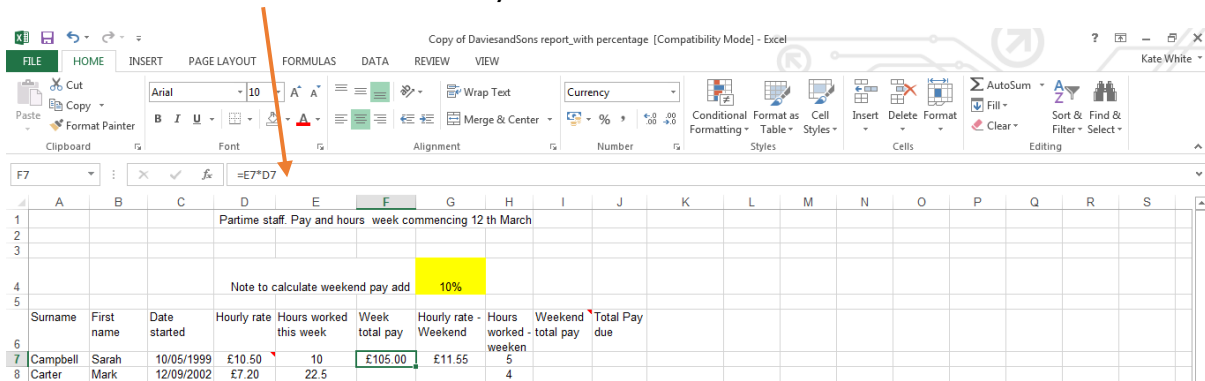 Copy of DaviesandSons report_with percentage [Compatibility Mode] - Excel
FILE HOME INSERT PAGE LAYOUT FORMULAS DATA REVIEW VIEW Kate White
Cut
Copy
Format Painter
Paste
Clipboard
Arial 10
B I U
Font
Wrap Text
Merge & Center
Alignment
Currency
% ,
Number
Conditional Formatting
Format as Table
Cell Styles
Styles
Insert Delete Format
Cells
AutoSum
Fill
Clear
Sort & Filter
Find & Select
Editing
F7 fx =E7*D7
A B C D E F G H I J K L M N O P Q R S
1 Partime staff. Pay and hours week commencing 12 th March
2
3
4 Note to calculate weekend pay add 10%
5
6 Surname First name Date started Hourly rate Hours worked this week Week total pay Hourly rate - Weekend Hours worked - weeken Weekend total pay Total Pay due
7 Campbell Sarah 10/05/1999 £10.50 10 £105.00 £11.55 5
8 Carter Mark 12/09/2002 £7.20 22.5 4